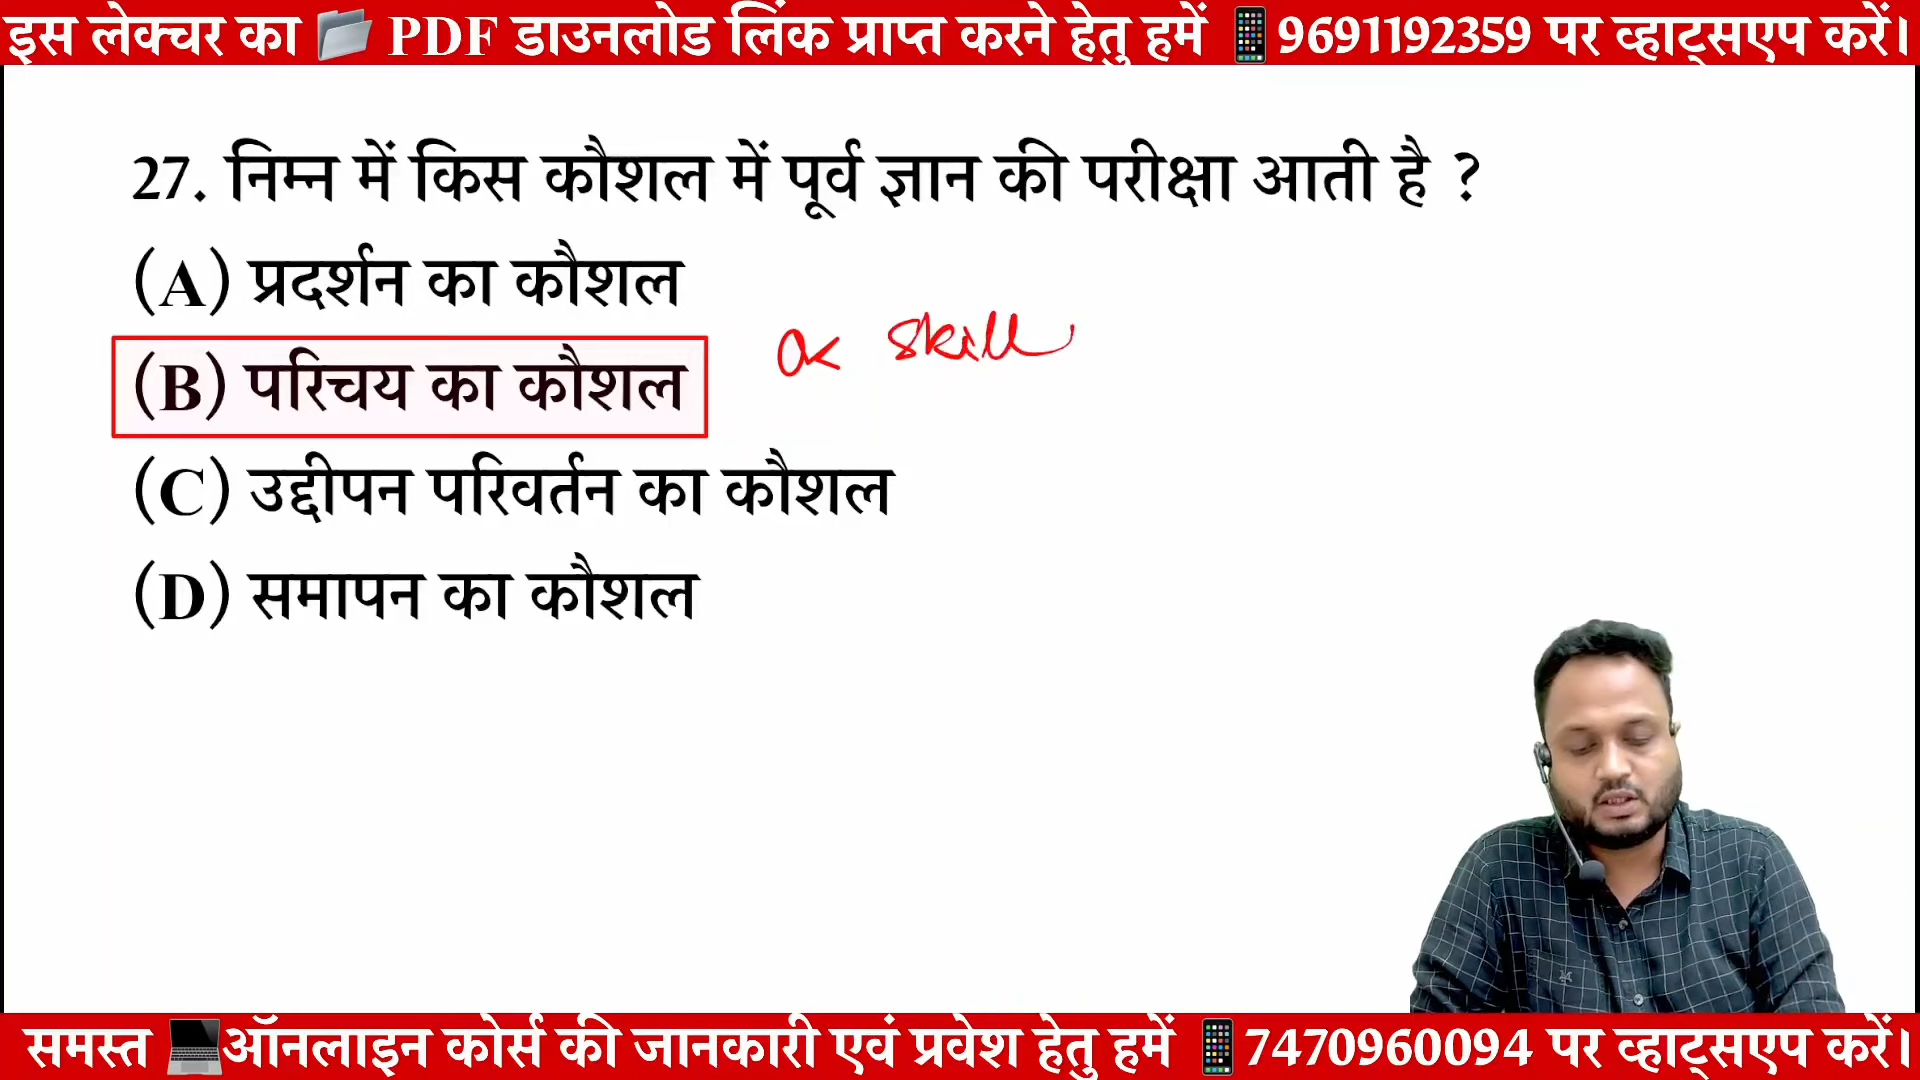 इस लेक्चर का PDF डाउनलोड लिंक प्राप्त करने हेतु हमें 9691192359 पर व्हाट्सएप करें।
27. निम्न में किस कौशल में पूर्व ज्ञान की परीक्षा आती है ?
(A) प्रदर्शन का कौशल
(B) परिचय का कौशल
skill
(C) उद्दीपन परिवर्तन का कौशल
(D) समापन का कौशल
समस्त ऑनलाइन कोर्स की जानकारी एवं प्रवेश हेतु हमें 7470960094 पर व्हाट्सएप करें।